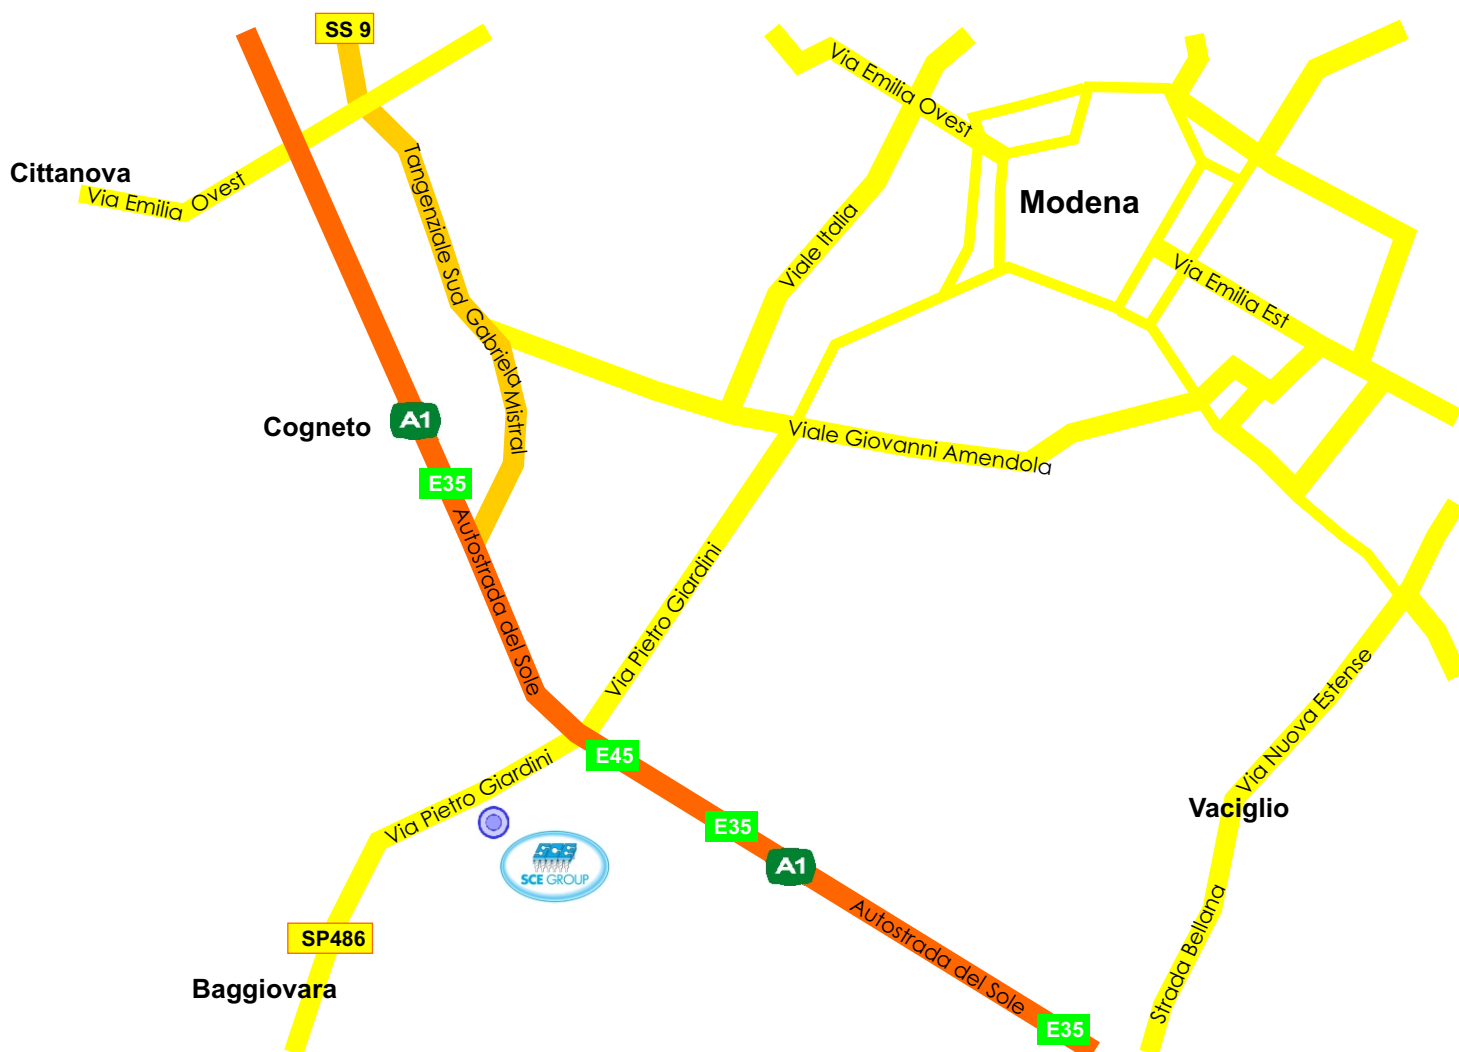 SS 9
Via Emilia Ovest
Cittanova
Via Emilia Ovest
Tangenziale Sud Gabriela Mistral
Modena
Viale Italia
Via Emilia Est
A1
Cogneto
Viale Giovanni Amendola
E35
Autostrada del Sole
Via Pietro Giardini
Via Nuova Estense
E45
Via Pietro Giardini
Vaciglio
E35
A1
SCE
SCE GROUP
Autostrada del Sole
Strada Bellana
SP486
Baggiovara
E35